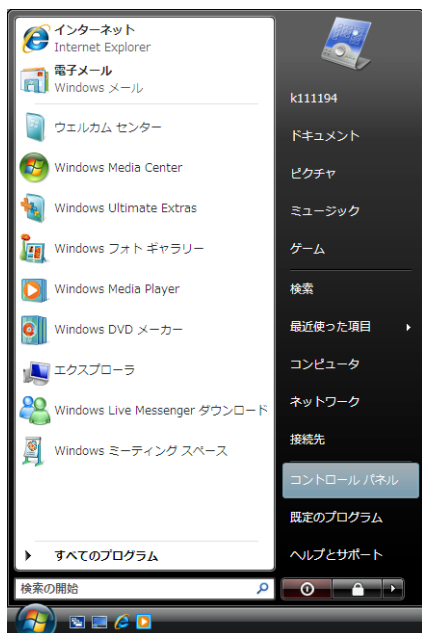 インターネット
Internet Explorer
電子メール
Windows メール
ウエルカム センター
Windows Media Center
Windows Ultimate Extras
Windows フォト ギャラリー
Windows Media Player
Windows DVD メーカー
エクスプローラ
Windows Live Messenger ダウンロード
Windows ミーティング スペース
すべてのプログラム
検索の開始
k111194
ドキュメント
ピクチャ
ミュージック
ゲーム
検索
最近使った項目
コンピュータ
ネットワーク
接続先
コントロール パネル
既定のプログラム
ヘルプとサポート